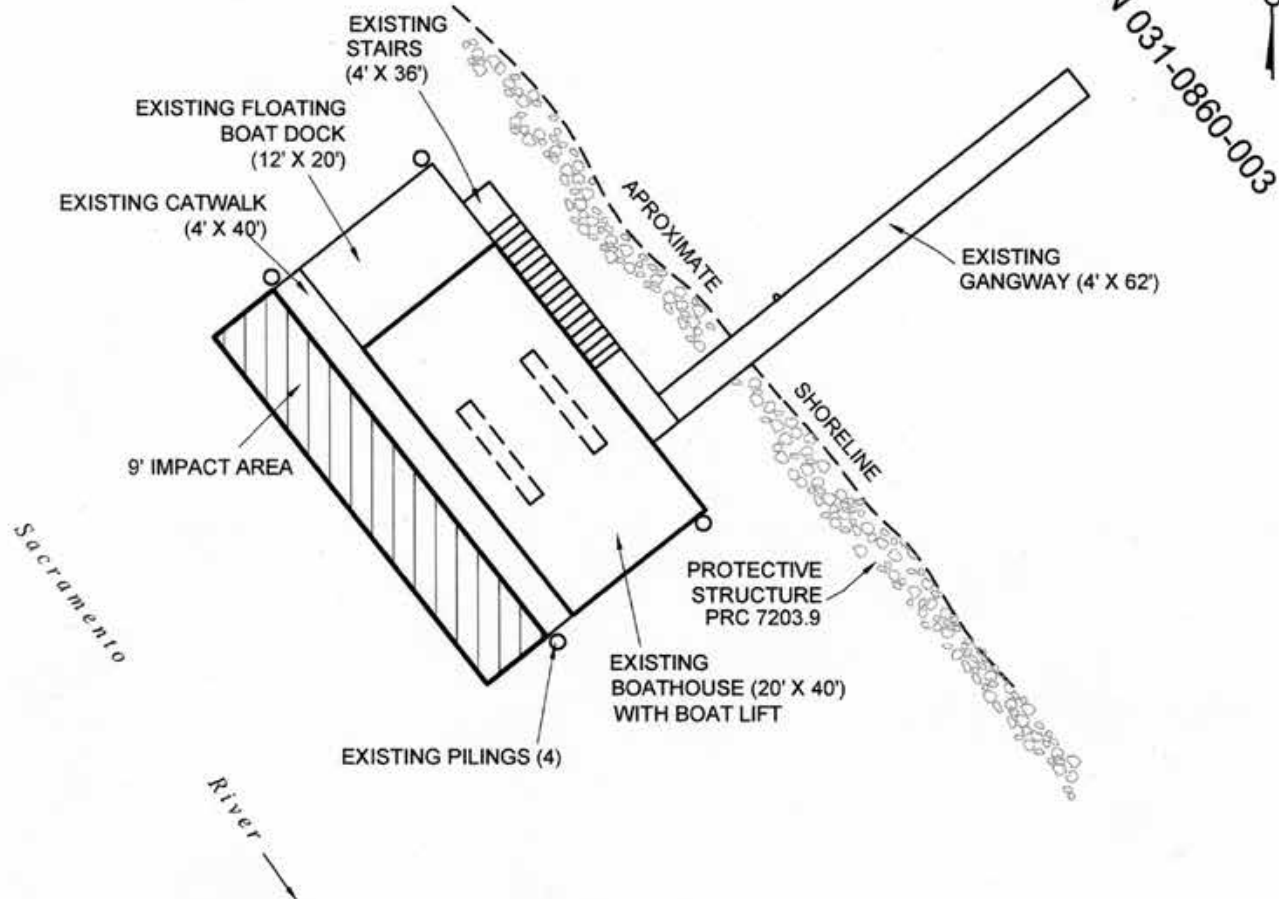 EXISTING
STAIRS
(4' X 36')
031-0860-003
EXISTING FLOATING
BOAT DOCK
(12' X 20')
EXISTING CATWALK
(4' X 40')
APROXIMATE
EXISTING
GANGWAY (4' X 62')
9' IMPACT AREA
SHORELINE
Sacramento
PROTECTIVE
STRUCTURE
PRC 7203.9
EXISTING
BOATHOUSE (20' X 40')
WITH BOAT LIFT
EXISTING PILINGS (4)
River